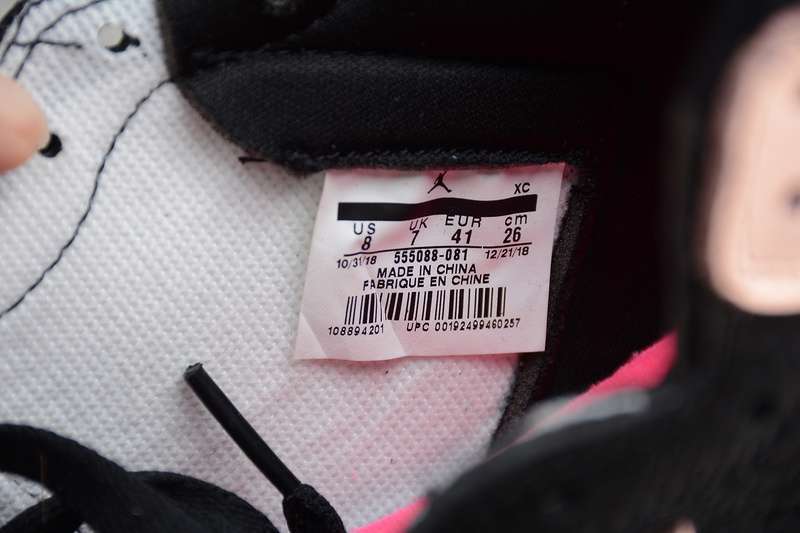 XC
US UK EUR cm
8 7 41 26
10/31/18 555088-081 12/21/18
MADE IN CHINA
FABRIQUE EN CHINE
108894201 UPC 00192499460257